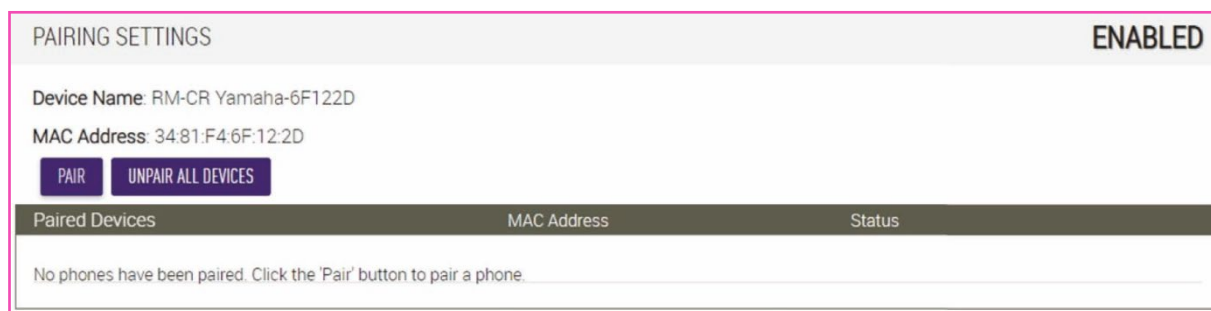 PAIRING SETTINGS ENABLED
Device Name: RM-CR Yamaha-6F122D
MAC Address: 34:81:F4:6F:12:2D
PAIR UNPAIR ALL DEVICES
Paired Devices MAC Address Status
No phones have been paired. Click the 'Pair' button to pair a phone.